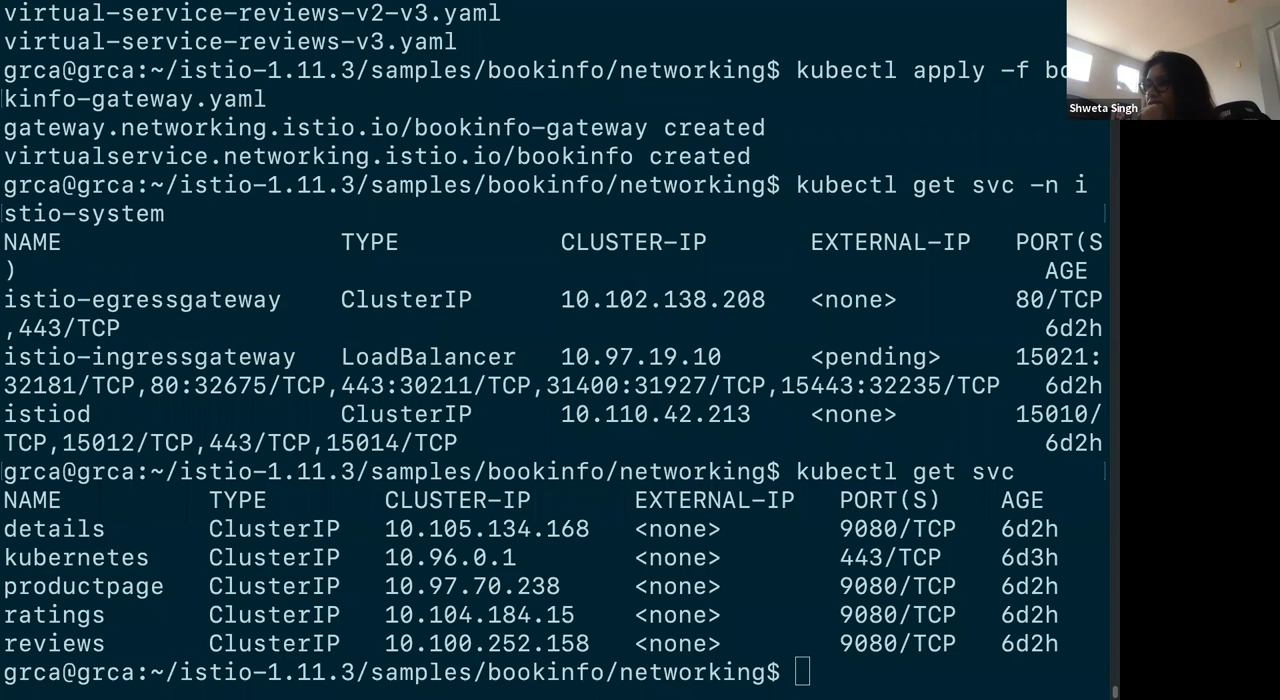 virtual-service-reviews-v2-v3.yaml
virtual-service-reviews-v3.yaml
grca@grca:~/istio-1.11.3/samples/bookinfo/networking$ kubectl apply -f bo
kinfo-gateway.yaml
gateway.networking.istio.io/bookinfo-gateway created
virtualservice.networking.istio.io/bookinfo created
grca@grca:~/istio-1.11.3/samples/bookinfo/networking$ kubectl get svc -n i
stio-system
NAME TYPE CLUSTER-IP EXTERNAL-IP PORT(S
) AGE
istio-egressgateway ClusterIP 10.102.138.208 <none> 80/TCP
,443/TCP 6d2h
istio-ingressgateway LoadBalancer 10.97.19.10 <pending> 15021:
32181/TCP,80:32675/TCP,443:30211/TCP,31400:31927/TCP,15443:32235/TCP 6d2h
istiod ClusterIP 10.110.42.213 <none> 15010/
TCP,15012/TCP,443/TCP,15014/TCP 6d2h
grca@grca:~/istio-1.11.3/samples/bookinfo/networking$ kubectl get svc
NAME TYPE CLUSTER-IP EXTERNAL-IP PORT(S) AGE
details ClusterIP 10.105.134.168 <none> 9080/TCP 6d2h
kubernetes ClusterIP 10.96.0.1 <none> 443/TCP 6d3h
productpage ClusterIP 10.97.70.238 <none> 9080/TCP 6d2h
ratings ClusterIP 10.104.184.15 <none> 9080/TCP 6d2h
reviews ClusterIP 10.100.252.158 <none> 9080/TCP 6d2h
grca@grca:~/istio-1.11.3/samples/bookinfo/networking$
Shweta Singh